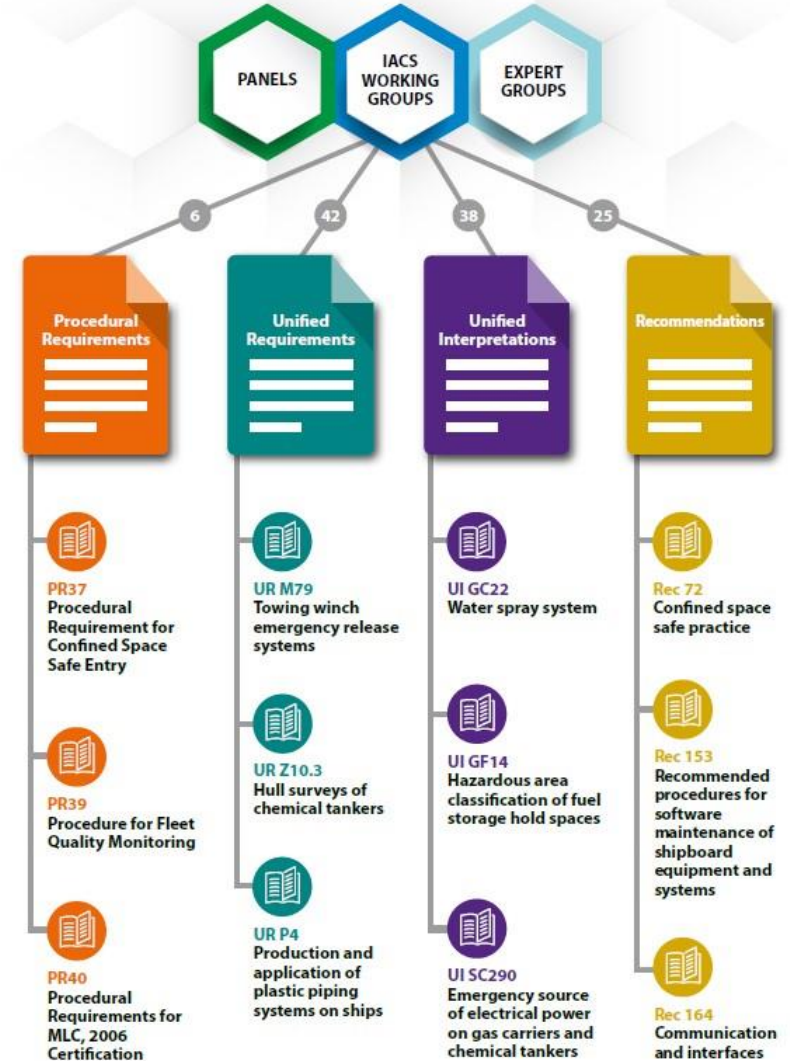 PANELS
IACS
WORKING
GROUPS
EXPERT
GROUPS
6
42
38
25
Procedural
Requirements
Unified
Requirements
Unified
Interpretations
Recommendations
PR37
Procedural
Requirement for
Confined Space
Safe Entry
PR39
Procedure for Fleet
Quality Monitoring
PR40
Procedural
Requirements for
MLC, 2006
Certification
UR M79
Towing winch
emergency release
systems
UR Z10.3
Hull surveys of
chemical tankers
UR P4
Production and
application of
plastic piping
systems on ships
UI GC22
Water spray system
UI GF14
Hazardous area
classification of fuel
storage hold spaces
UI SC290
Emergency source
of electrical power
on gas carriers and
chemical tankers
Rec 72
Confined space
safe practice
Rec 153
Recommended
procedures for
software
maintenance of
shipboard
equipment and
systems
Rec 164
Communication
and interfaces